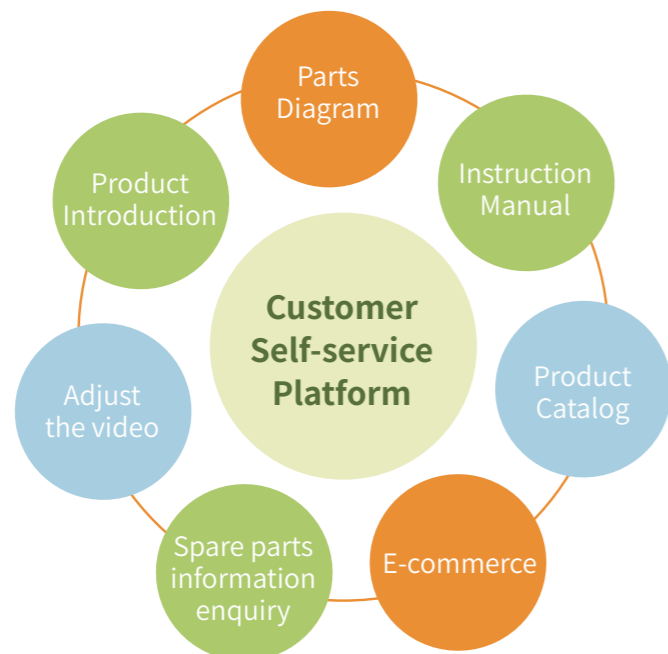 Parts
Diagram
Instruction
Manual
Product
Catalog
E-commerce
Spare parts
information
enquiry
Adjust
the video
Product
Introduction
Customer
Self-service
Platform